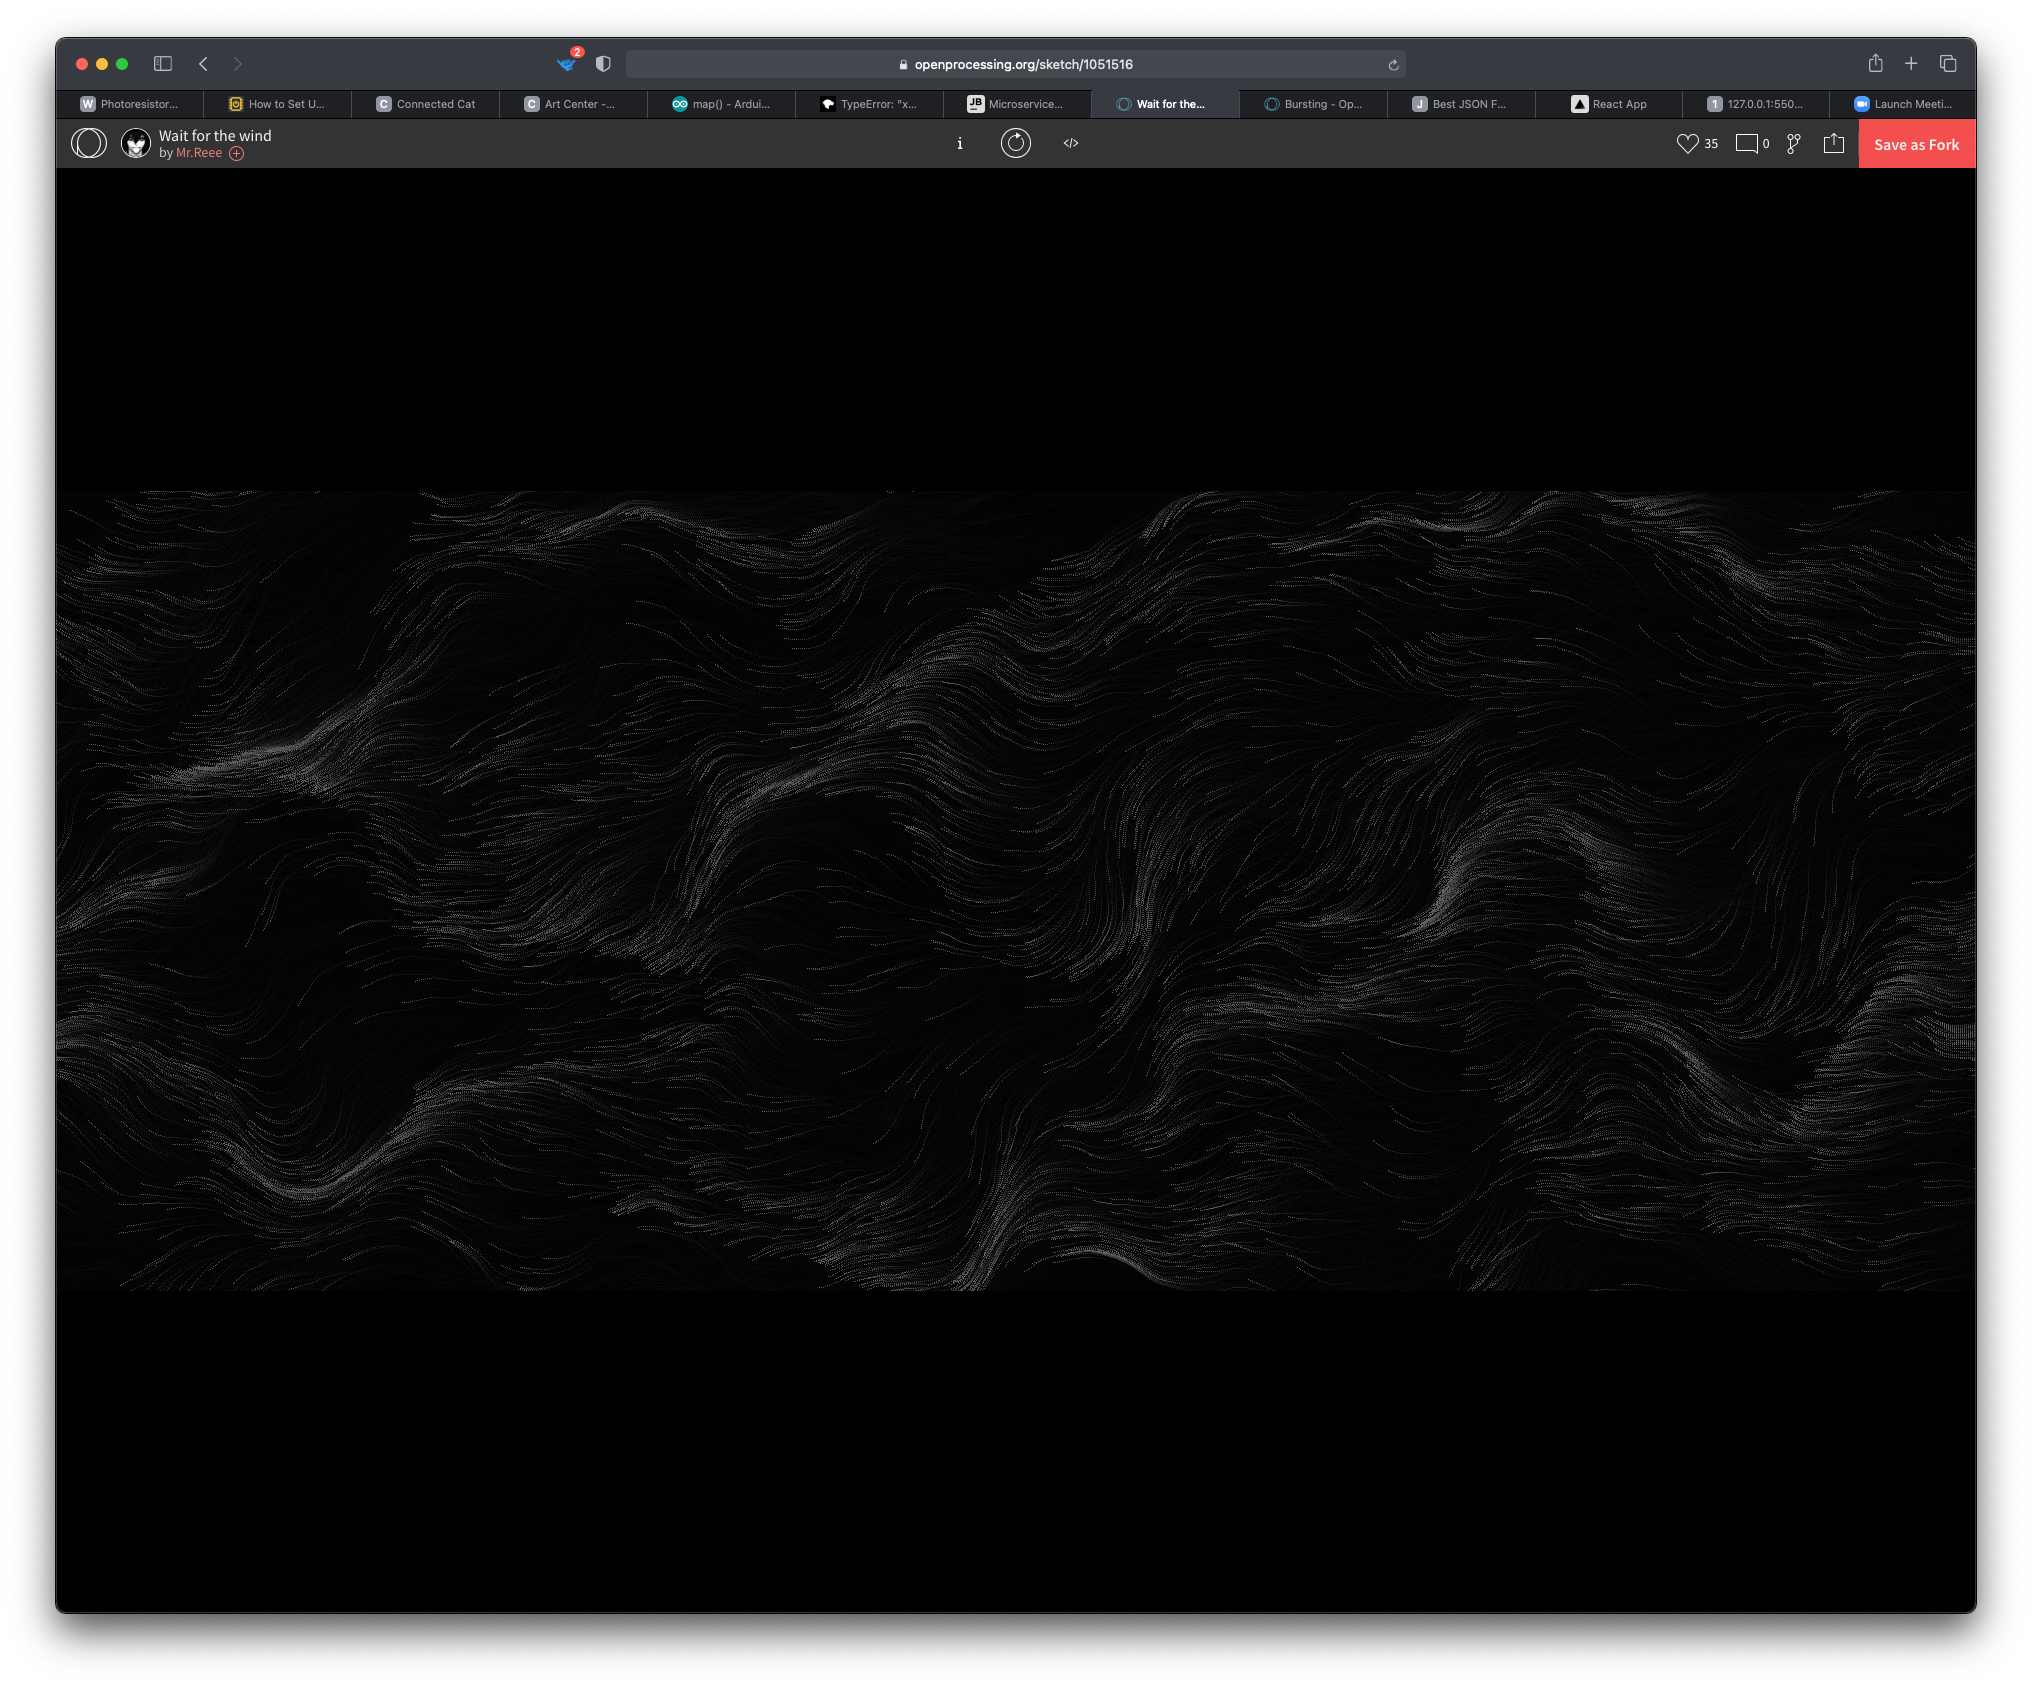 2
openprocessing.org/sketch/1051516
W Photoresistor...
How to Set U...
C Connected Cat
C Art Center -...
map() - Ardui...
TypeError: "x...
JB Microservice...
Wait for the...
Bursting - Op...
J Best JSON F...
React App
1 127.0.0.1:550...
Launch Meeti...
Wait for the wind
by Mr.Reee
i
</>
35
0
Save as Fork